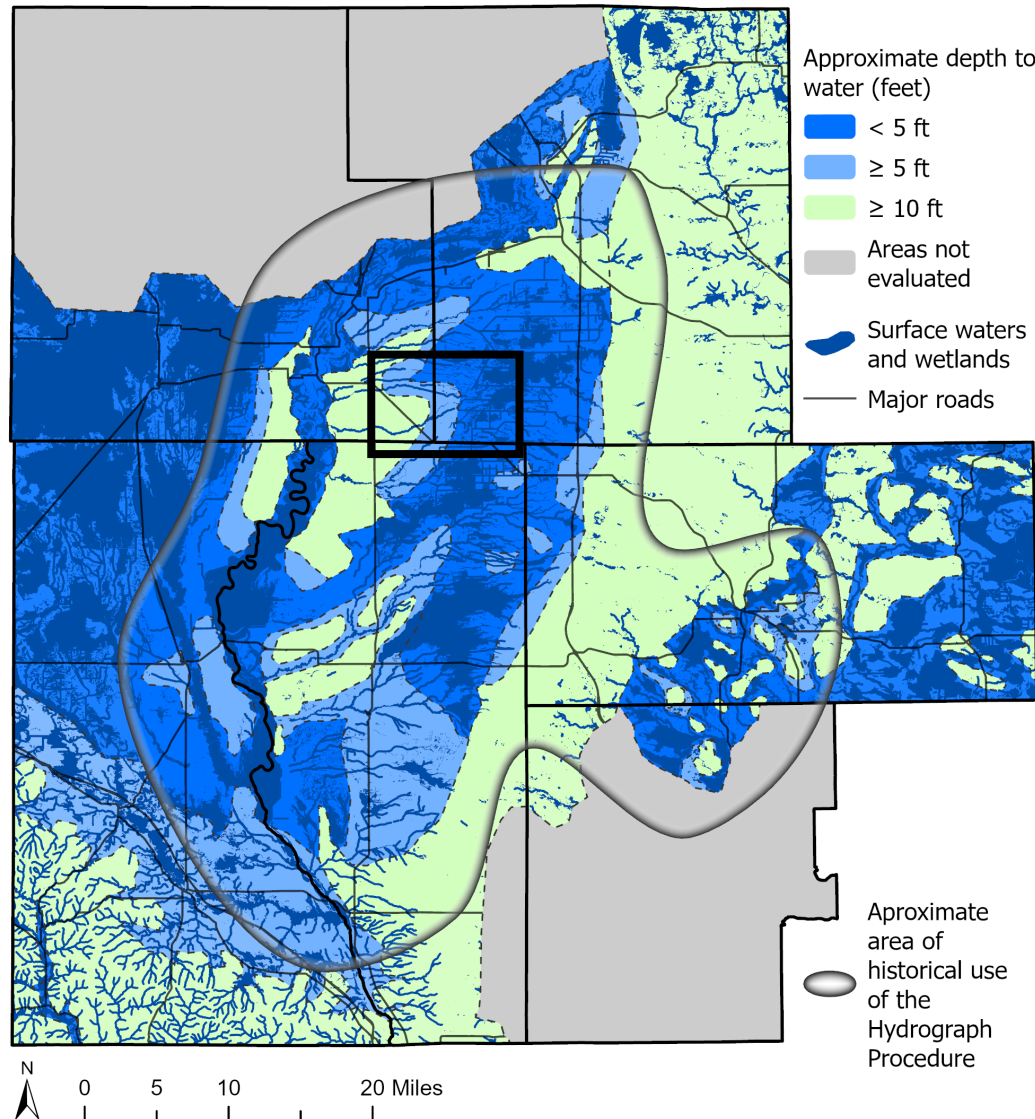 Approximate depth to
water (feet)
< 5 ft
≥ 5 ft
≥ 10 ft
Areas not
evaluated
Surface waters
and wetlands
Major roads
Aproximate
area of
historical use
of the
Hydrograph
Procedure
N
0 5 10 20 Miles